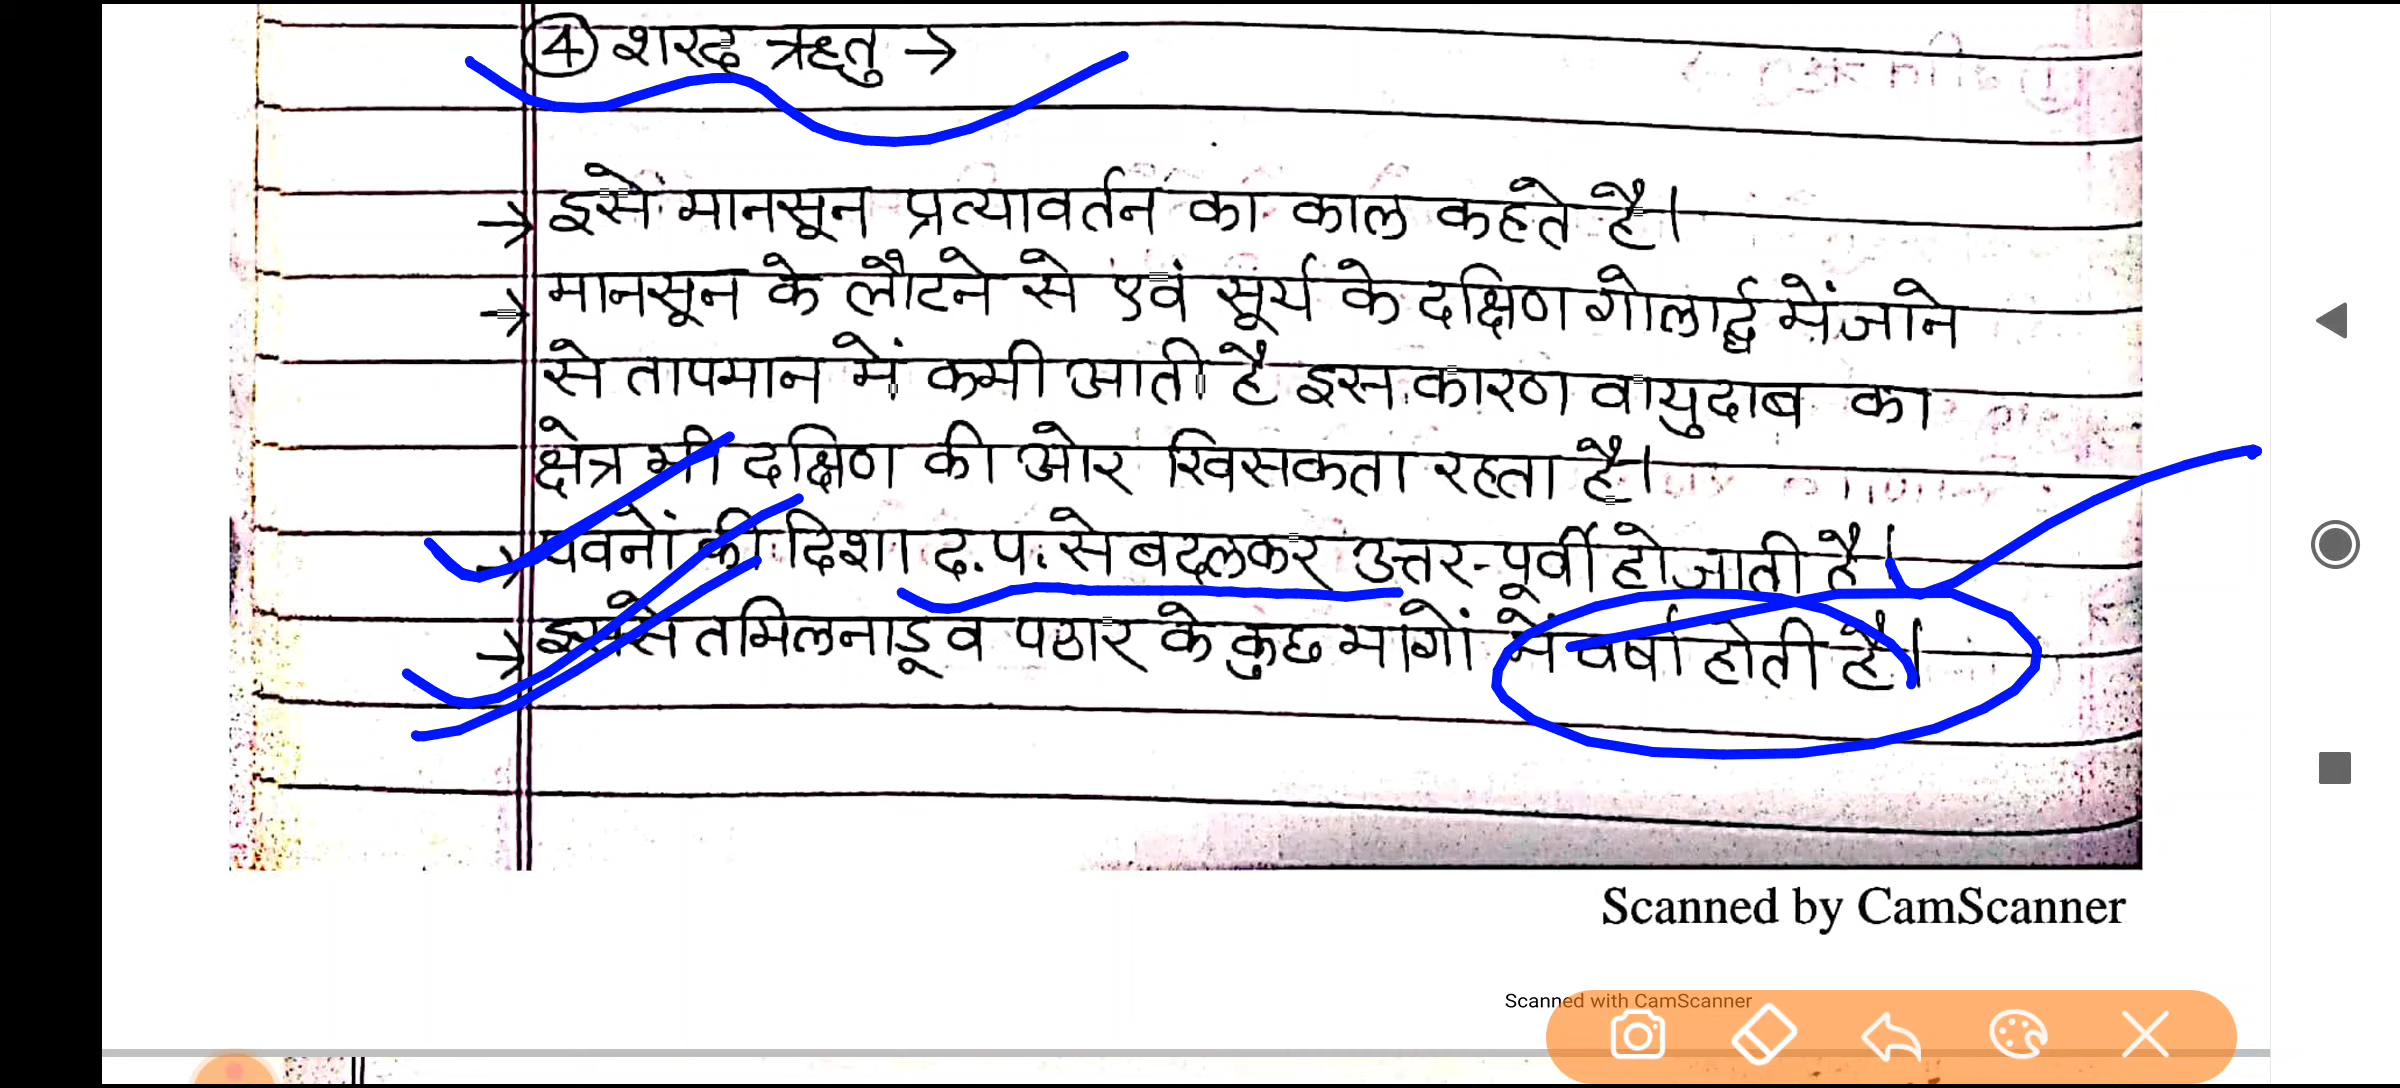 ④ शरद ऋतु →
→ इसे मानसून प्रत्यावर्तन का काल कहते है।
→ मानसून के लौटने से एवं सूर्य के दक्षिण गोलार्द्ध में जाने
से तापमान में कमी आती है इस कारण वायुदाब का
क्षेत्र भी दक्षिण की ओर खिसकता रहता है।
→ पवनों की दिशा द.प. से बदलकर उत्तर-पूर्वी हो जाती है।
→ इससे तमिलनाडू व पठार के कुछ भागों में वर्षा होती है।
Scanned by CamScanner
Scanned with CamScanner